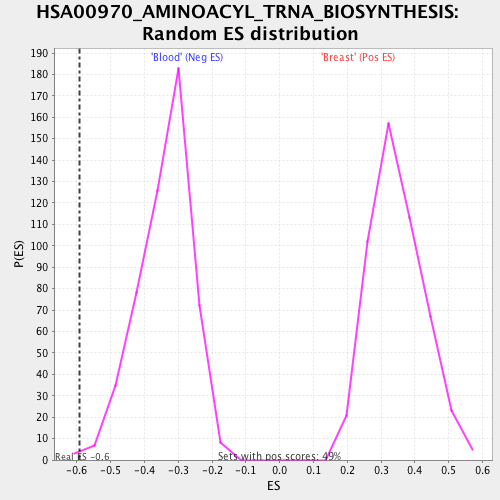 HSA00970_AMINOACYL_TRNA_BIOSYNTHESIS:
Random ES distribution
'Blood' (Neg ES)
'Breast' (Pos ES)
190
180
170
160
150
140
130
120
110
100
90
80
70
60
50
40
30
20
10
0
P(ES)
Real ES -0.6
Sets with pos scores: 49%
-0.6 -0.5 -0.4 -0.3 -0.2 -0.1 0.0 0.1 0.2 0.3 0.4 0.5 0.6
ES